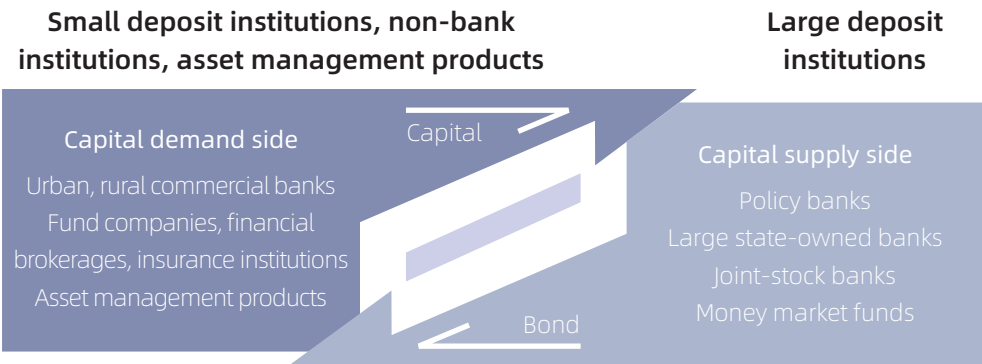 Small deposit institutions, non-bank
institutions, asset management products
Large deposit
institutions
Capital demand side
Urban, rural commercial banks
Fund companies, financial
brokerages, insurance institutions
Asset management products
Capital
Bond
Capital supply side
Policy banks
Large state-owned banks
Joint-stock banks
Money market funds